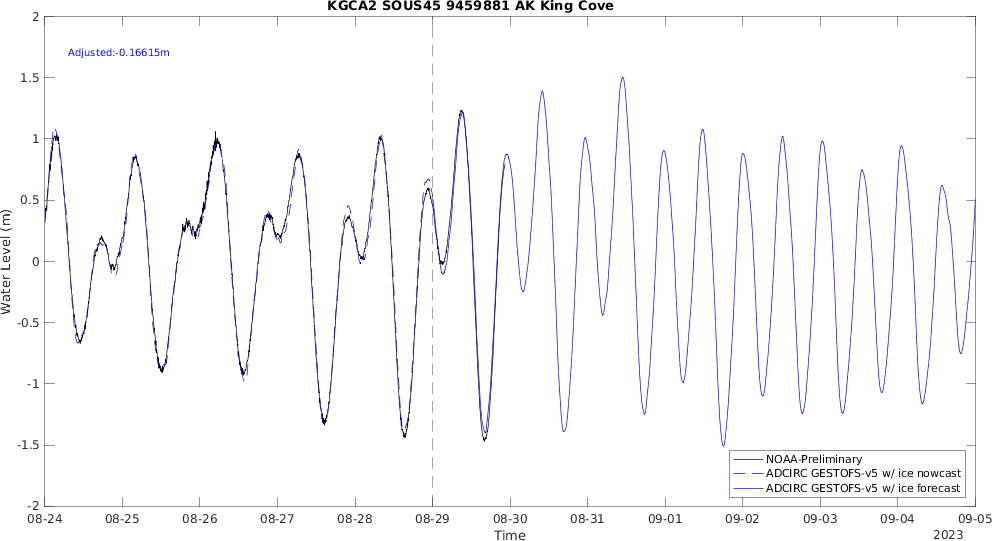 KGCA2 SOUS45 9459881 AK King Cove
Adjusted:-0.16615m
Water Level (m)
2
1.5
1
0.5
0
-0.5
-1
-1.5
-2
NOAA-Preliminary
ADCIRC GESTOFS-v5 w/ ice nowcast
ADCIRC GESTOFS-v5 w/ ice forecast
08-24 08-25 08-26 08-27 08-28 08-29 08-30 08-31 09-01 09-02 09-03 09-04 09-05
Time
2023